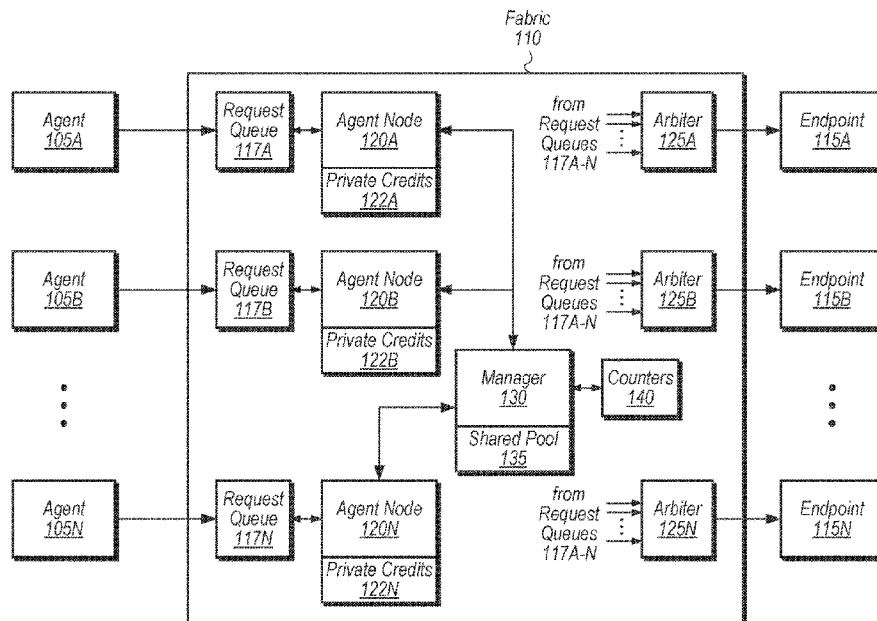 Fabric
110
Agent
105A
Request
Queue
117A
Agent Node
120A
Private Credits
122A
from
Request
Queues
117A-N
Arbiter
125A
Endpoint
115A
Agent
105B
Request
Queue
117B
Agent Node
120B
Private Credits
122B
from
Request
Queues
117A-N
Arbiter
125B
Endpoint
115B
Manager
130
Shared Pool
135
Counters
140
Agent
105N
Request
Queue
117N
Agent Node
120N
Private Credits
122N
from
Request
Queues
117A-N
Arbiter
125N
Endpoint
115N